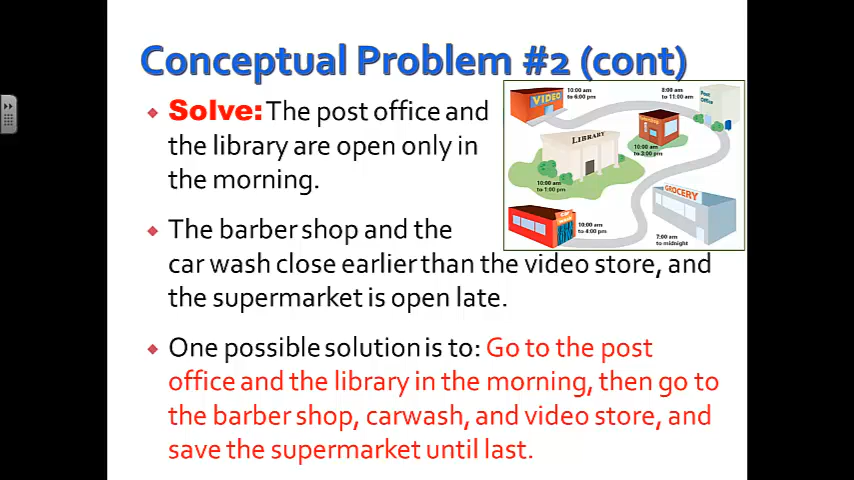 Conceptual Problem #2 (cont)
❖ Solve: The post office and
the library are open only in
the morning.
10:00 am
to 6:00 pm
8:00 am
to 11:00 am
VIDEO
Post
Office
LIBRARY
10:00 am
to 3:00 pm
10:00 am
to 1:00 pm
GROCERY
10:00 am
to 4:00 pm
7:00 am
to midnight
❖ The barber shop and the
car wash close earlier than the video store, and
the supermarket is open late.
❖ One possible solution is to: Go to the post
office and the library in the morning, then go to
the barber shop, carwash, and video store, and
save the supermarket until last.